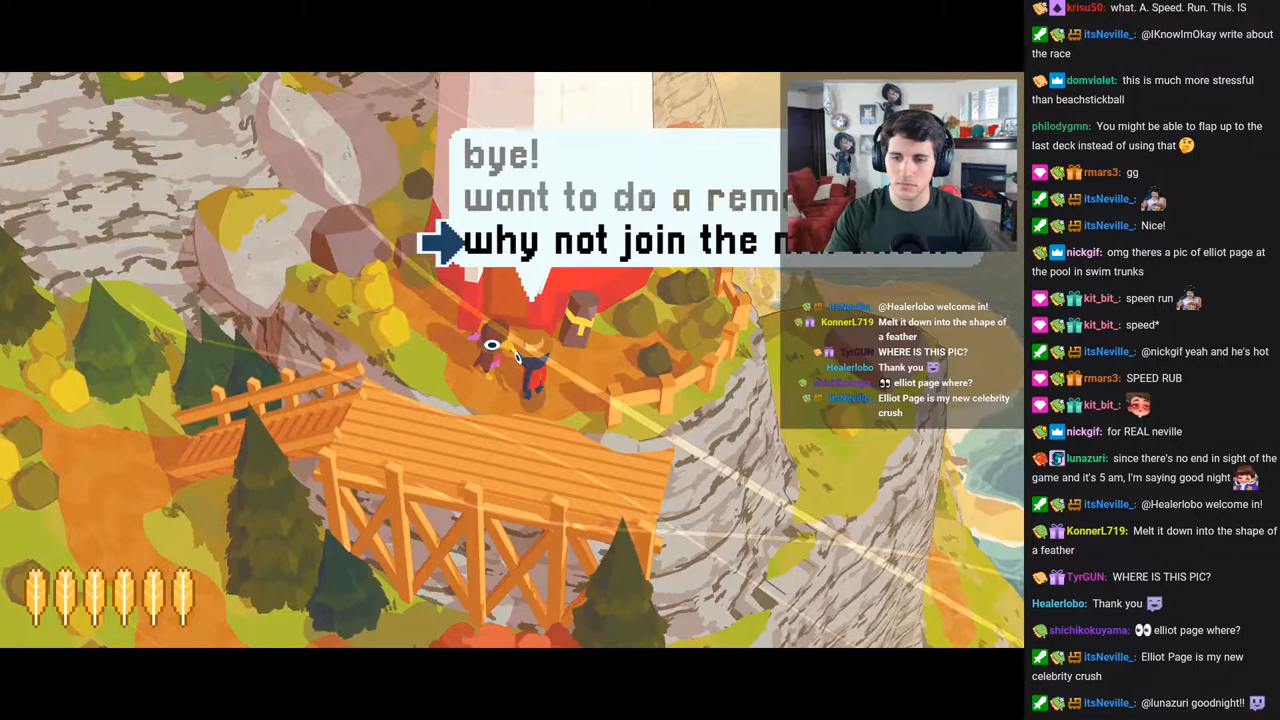 bye!
want to do a rem
why not join the
itsNeville_ @Healerlobo welcome in!
KonnerL719 Melt it down into the shape of
a feather
TyrGUN WHERE IS THIS PIC?
Healerlobo Thank you
shichikokuyama 👀 elliot page where?
itsNeville_ Elliot Page is my new celebrity
crush
krisu50: what. A. Speed. Run. This. IS
itsNeville_: @IKnowImOkay write about
the race
domviolet: this is much more stressful
than beachstickball
philodygmn: You might be able to flap up to the
last deck instead of using that 🤔
rmars3: gg
itsNeville_:
itsNeville_: Nice!
nickgif: omg theres a pic of elliot page at
the pool in swim trunks
kit_bit_: speen run
kit_bit_: speed*
itsNeville_: @nickgif yeah and he's hot
rmars3: SPEED RUB
kit_bit_:
nickgif: for REAL neville
lunazuri: since there's no end in sight of the
game and it's 5 am, I'm saying good night
itsNeville_: @Healerlobo welcome in!
KonnerL719: Melt it down into the shape of
a feather
TyrGUN: WHERE IS THIS PIC?
Healerlobo: Thank you
shichikokuyama: 👀 elliot page where?
itsNeville_: Elliot Page is my new
celebrity crush
itsNeville_: @lunazuri goodnight!!